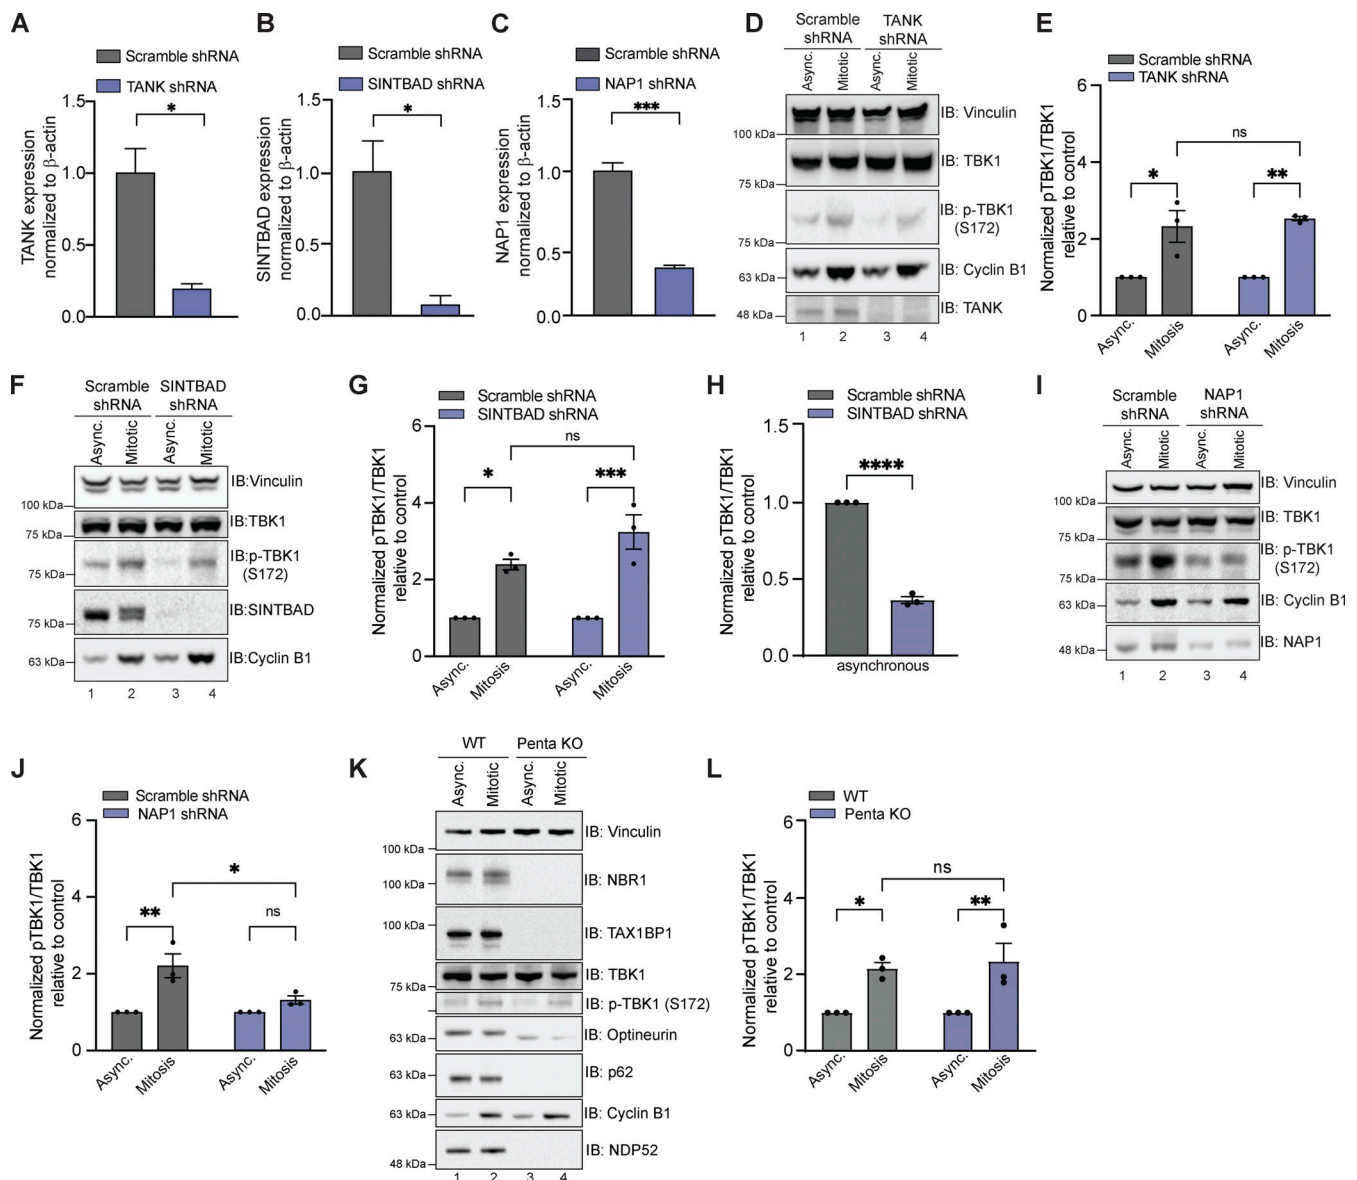 A
Scramble shRNA
TANK shRNA
TANK expression
normalized to β-actin
1.5
1.0
0.5
0.0
*
B
Scramble shRNA
SINTBAD shRNA
SINTBAD expression
normalized to β-actin
1.5
1.0
0.5
0.0
*
C
Scramble shRNA
NAP1 shRNA
NAP1 expression
normalized to β-actin
1.5
1.0
0.5
0.0
***
D
Scramble shRNA
TANK shRNA
Async.
Mitotic
Async.
Mitotic
IB: Vinculin
100 kDa
IB: TBK1
75 kDa
IB: p-TBK1
(S172)
75 kDa
IB: Cyclin B1
63 kDa
IB: TANK
48 kDa
1 2 3 4
E
Scramble shRNA
TANK shRNA
Normalized pTBK1/TBK1
relative to control
6
4
2
0
ns
*
**
Async.
Mitosis
Async.
Mitosis
F
Scramble shRNA
SINTBAD shRNA
Async.
Mitotic
Async.
Mitotic
IB:Vinculin
100 kDa
IB:TBK1
75 kDa
IB:p-TBK1
(S172)
75 kDa
IB:SINTBAD
75 kDa
IB:Cyclin B1
63 kDa
1 2 3 4
G
Scramble shRNA
SINTBAD shRNA
Normalized pTBK1/TBK1
relative to control
6
4
2
0
ns
*
***
Async.
Mitosis
Async.
Mitosis
H
Scramble shRNA
SINTBAD shRNA
Normalized pTBK1/TBK1
relative to control
1.5
1.0
0.5
0.0
****
asynchronous
I
Scramble shRNA
NAP1 shRNA
Async.
Mitotic
Async.
Mitotic
IB: Vinculin
100 kDa
IB: TBK1
75 kDa
IB: p-TBK1
(S172)
75 kDa
IB: Cyclin B1
63 kDa
IB: NAP1
48 kDa
1 2 3 4
J
Scramble shRNA
NAP1 shRNA
Normalized pTBK1/TBK1
relative to control
6
4
2
0
*
**
ns
Async.
Mitosis
Async.
Mitosis
K
WT
Penta KO
Async.
Mitotic
Async.
Mitotic
IB: Vinculin
100 kDa
IB: NBR1
100 kDa
100 kDa
IB: TAX1BP1
IB: TBK1
75 kDa
IB: p-TBK1 (S172)
IB: Optineurin
63 kDa
IB: p62
63 kDa
IB: Cyclin B1
63 kDa
IB: NDP52
48 kDa
1 2 3 4
L
WT
Penta KO
Normalized pTBK1/TBK1
relative to control
6
4
2
0
ns
*
**
Async.
Mitosis
Async.
Mitosis